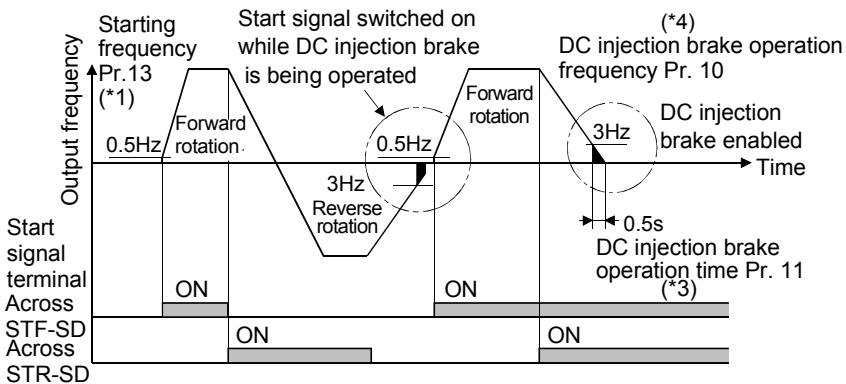 Starting
frequency
Pr.13
(*1)
Start signal switched on
while DC injection brake
is being operated
(*4)
DC injection brake operation
frequency Pr. 10
Output frequency
0.5Hz
Forward
rotation
0.5Hz
Forward
rotation
3Hz
DC injection
brake enabled
Time
3Hz
Reverse
rotation
0.5s
DC injection brake
operation time Pr. 11
(*3)
Start
signal
terminal
Across
STF-SD
ON
ON
Across
STR-SD
ON
ON